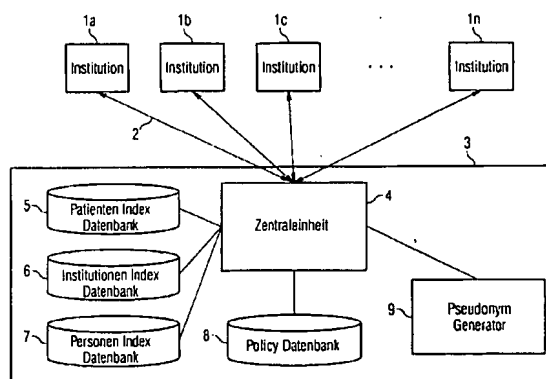 1a 1b 1c 1n
Institution Institution Institution . . . Institution
2
3
4
5
Patienten Index
Datenbank
Zentraleinheit
6
Institutionen Index
Datenbank
7
Personen Index
Datenbank
8
Policy Datenbank
9
Pseudonym
Generator